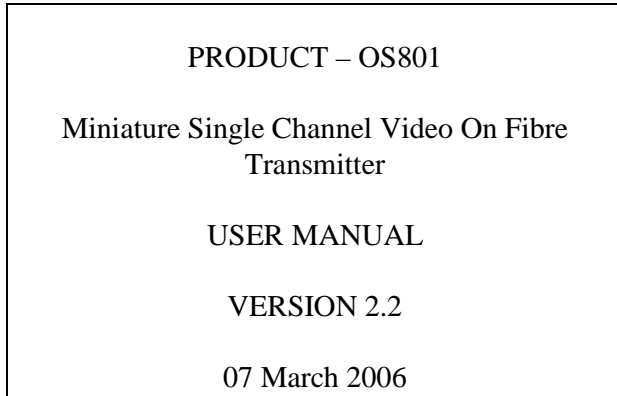 PRODUCT – OS801
Miniature Single Channel Video On Fibre
Transmitter
USER MANUAL
VERSION 2.2
07 March 2006